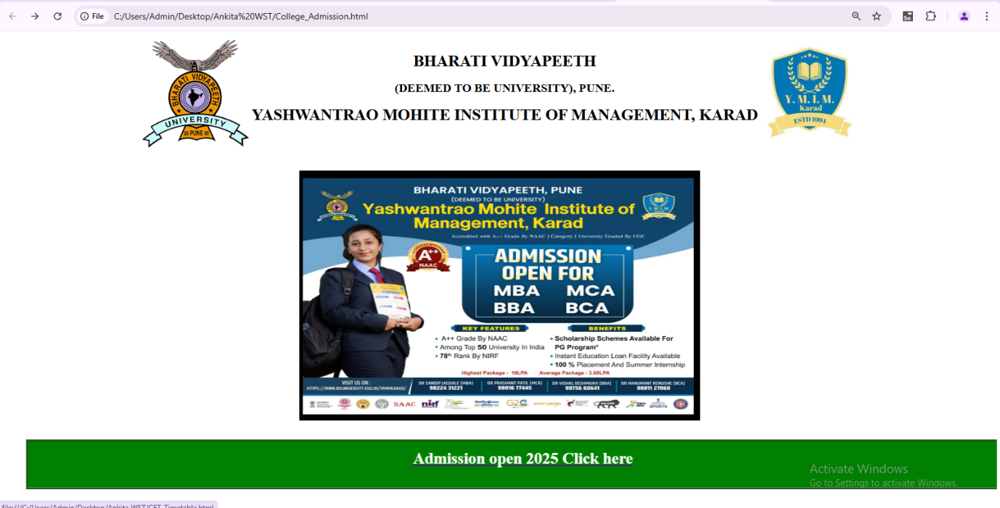 File C:/Users/Admin/Desktop/Ankita%20WST/College_Admission.html
Se
BHARATI VIDYAPEETH
UNIVERSITY
PUNE
BHARATI VIDYAPEETH
(DEEMED TO BE UNIVERSITY), PUNE.
YASHWANTRAO MOHITE INSTITUTE OF MANAGEMENT, KARAD
Y. M. I. M.
Karad
ESTD 1994
BHARATI VIDYAPEETH, PUNE
(DEEMED TO BE UNIVERSITY)
Yashwantrao Mohite Institute of
Management, Karad
Accredited with A++ Grade By NAAC | Category I University Graded By UGC
A++
NAAC
ADMISSION
OPEN FOR
MBA MCA
BBA BCA
KEY FEATURES
• A++ Grade By NAAC
• Among Top 50 University In India
• 78th Rank By NIRF
BENEFITS
• Scholarship Schemes Available For
PG Program*
• Instant Education Loan Facility Available
• 100 % Placement And Summer Internship
Highest Package - 10LPA Average Package - 3.60LPA
VISIT US ON :
HTTPS://WWW.BVUNIVERSITY.EDU.IN/YMIMKARAD/
DR SANDIP JAGDALE (MBA)
98224 31221
DR PRASHANT PATIL (MCA)
98816 77445
DR VISHAL DESHMUKH (BBA)
99756 60641
DR HANUMANT RENUSHE (BCA)
98811 27060
NAAC
nirf
G20
SPORTS
Admission open 2025 Click here
Activate Windows
Go to Settings to activate Windows.
file:///C:/Users/Admin/Desktop/Ankita WST/CET_Timetable.html